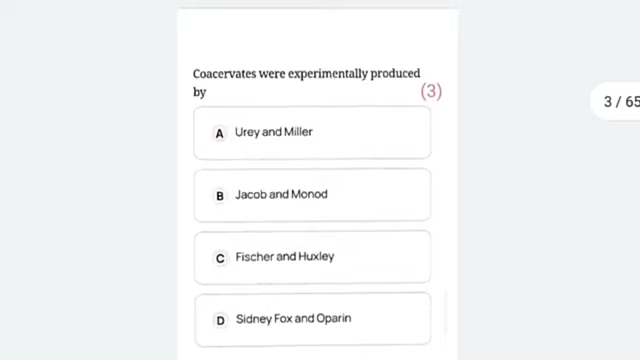 Coacervates were experimentally produced
by
(3)
A Urey and Miller
B Jacob and Monod
C Fischer and Huxley
D Sidney Fox and Oparin
3 / 65